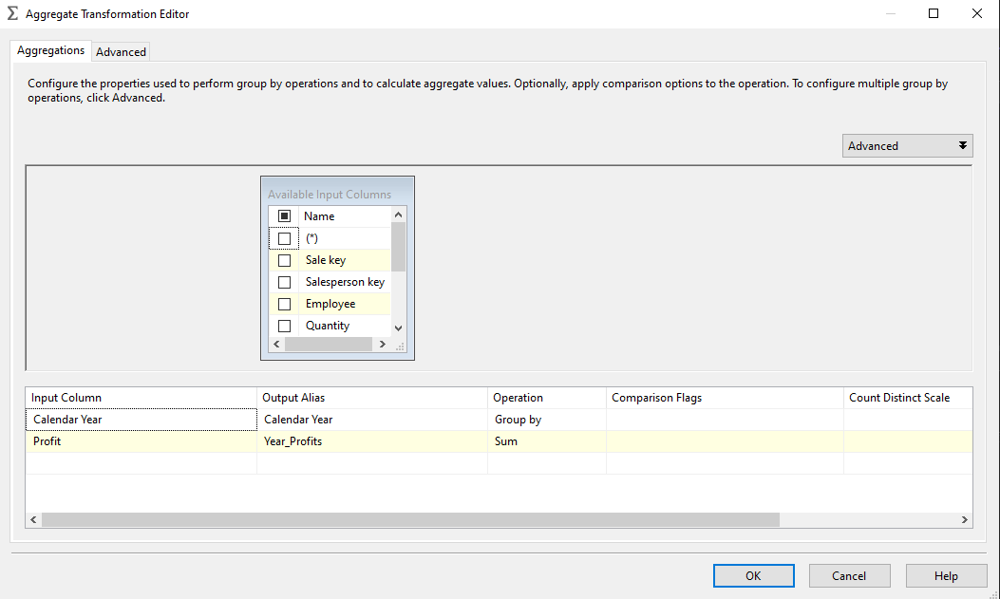 Aggregate Transformation Editor
Aggregations Advanced
Configure the properties used to perform group by operations and to calculate aggregate values. Optionally, apply comparison options to the operation. To configure multiple group by
operations, click Advanced.
Advanced
Available Input Columns
Name
(*)
Sale key
Salesperson key
Employee
Quantity
Input Column Output Alias Operation Comparison Flags Count Distinct Scale
Calendar Year Calendar Year Group by
Profit Year_Profits Sum
OK Cancel Help